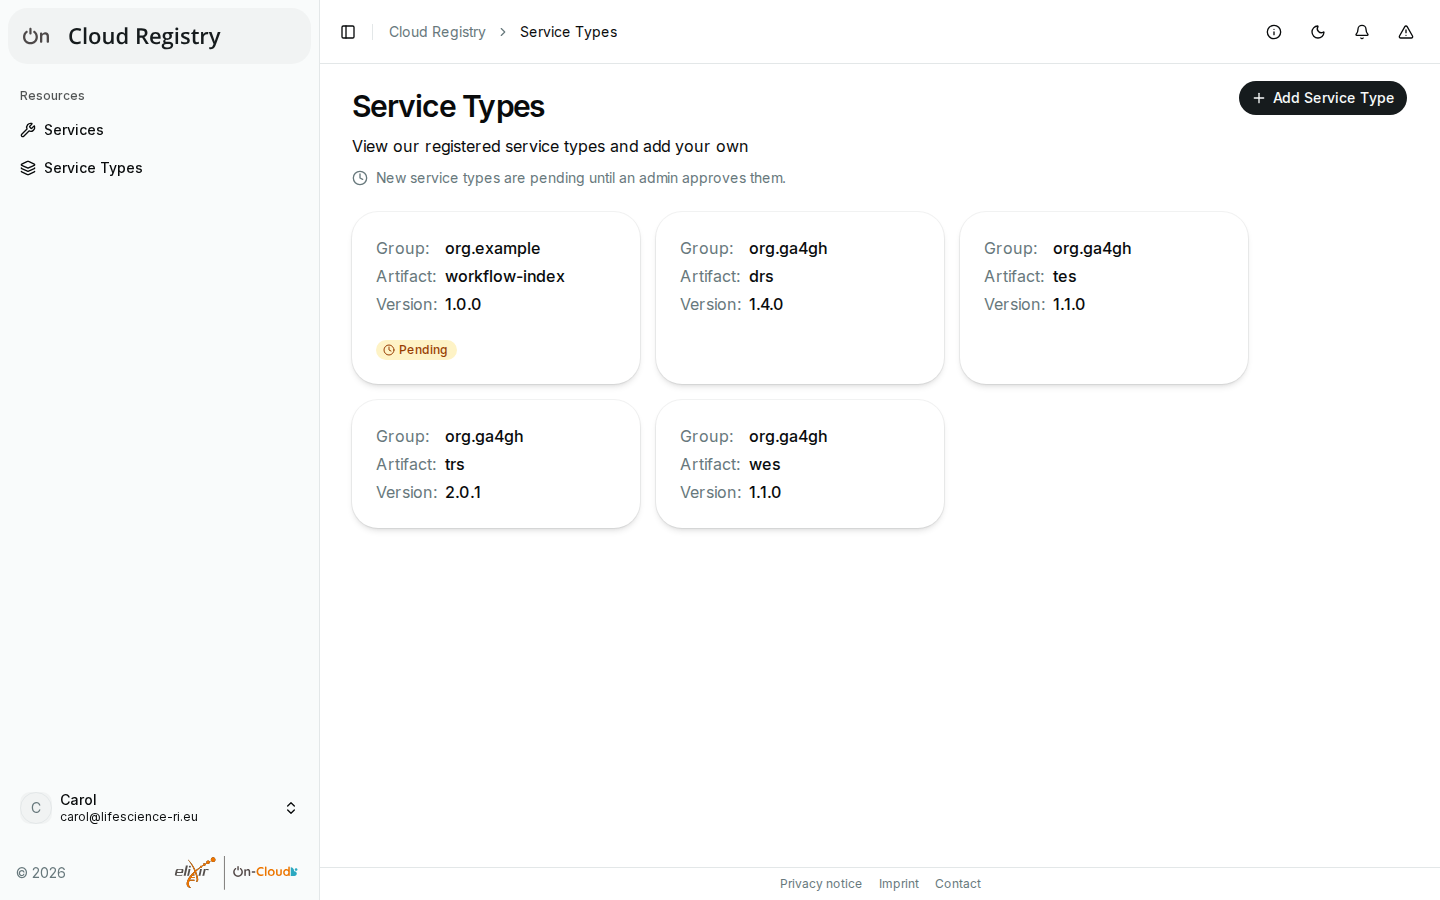 On Cloud Registry
Resources
Services
Service Types
Cloud Registry > Service Types
Service Types
Add Service Type
View our registered service types and add your own
New service types are pending until an admin approves them.
Group: org.example
Artifact: workflow-index
Version: 1.0.0
Pending
Group: org.ga4gh
Artifact: drs
Version: 1.4.0
Group: org.ga4gh
Artifact: tes
Version: 1.1.0
Group: org.ga4gh
Artifact: trs
Version: 2.0.1
Group: org.ga4gh
Artifact: wes
Version: 1.1.0
C
Carol
carol@lifescience-ri.eu
© 2026
elixir
On-Cloud
Privacy notice
Imprint
Contact